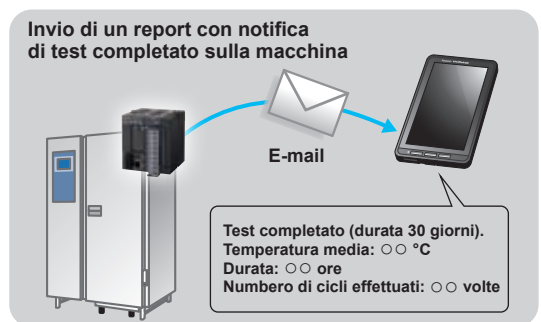 Invio di un report con notifica
di test completato sulla macchina
E-mail
Test completato (durata 30 giorni).
Temperatura media: ○○ °C
Durata: ○○ ore
Numbero di cicli effettuati: ○○ volte